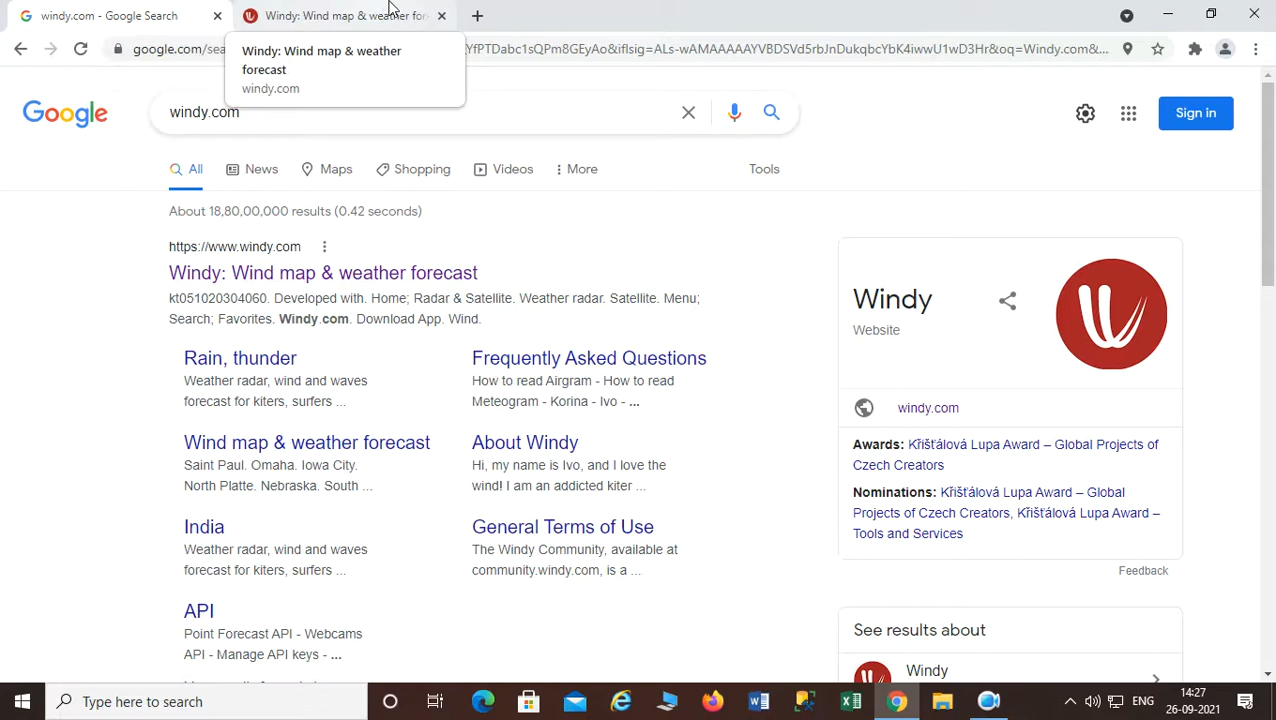 windy.com - Google Search
Windy: Wind map & weather for
google.com/sea
YfPTDabc1sQPm8GEyAo&iflsig=ALs-wAMAAAAAYVBDSVd5rbJnDukqbcYbK4iwwU1wD3Hr&oq=Windy.com&...
Windy: Wind map & weather
forecast
windy.com
Google
windy.com
Sign in
All
News
Maps
Shopping
Videos
More
Tools
About 18,80,00,000 results (0.42 seconds)
https://www.windy.com
Windy: Wind map & weather forecast
kt051020304060. Developed with. Home; Radar & Satellite. Weather radar. Satellite. Menu;
Search; Favorites. Windy.com. Download App. Wind.
Rain, thunder
Weather radar, wind and waves
forecast for kiters, surfers ...
Frequently Asked Questions
How to read Airgram - How to read
Meteogram - Korina - Ivo - ...
Wind map & weather forecast
Saint Paul. Omaha. Iowa City.
North Platte. Nebraska. South ...
About Windy
Hi, my name is Ivo, and I love the
wind! I am an addicted kiter ...
India
Weather radar, wind and waves
forecast for kiters, surfers ...
General Terms of Use
The Windy Community, available at
community.windy.com, is a ...
API
Point Forecast API - Webcams
API - Manage API keys - ...
Windy
Website
windy.com
Awards: Křišťálová Lupa Award – Global Projects of
Czech Creators
Nominations: Křišťálová Lupa Award – Global
Projects of Czech Creators, Křišťálová Lupa Award –
Tools and Services
Feedback
See results about
Windy
Type here to search
ENG
14:27
26-09-2021